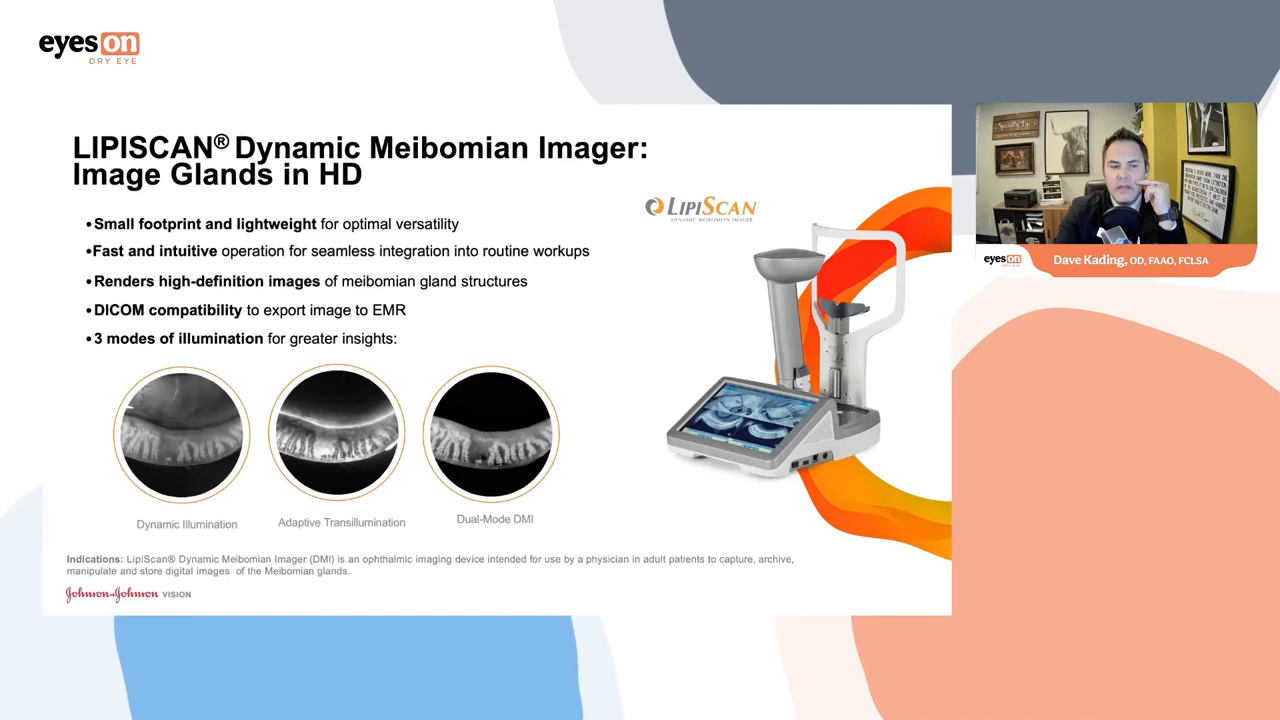 eyes on
DRY EYE
LIPISCAN® Dynamic Meibomian Imager:
Image Glands in HD
•Small footprint and lightweight for optimal versatility
•Fast and intuitive operation for seamless integration into routine workups
•Renders high-definition images of meibomian gland structures
•DICOM compatibility to export image to EMR
•3 modes of illumination for greater insights:
Dynamic Illumination
Adaptive Transillumination
Dual-Mode DMI
LIPISCAN
DYNAMIC MEIBOMIAN IMAGER
Indications: LipiScan® Dynamic Meibomian Imager (DMI) is an ophthalmic imaging device intended for use by a physician in adult patients to capture, archive,
manipulate and store digital images of the Meibomian glands.
Johnson+Johnson VISION
eyes on
DRY EYE
Dave Kading, OD, FAAO, FCLSA